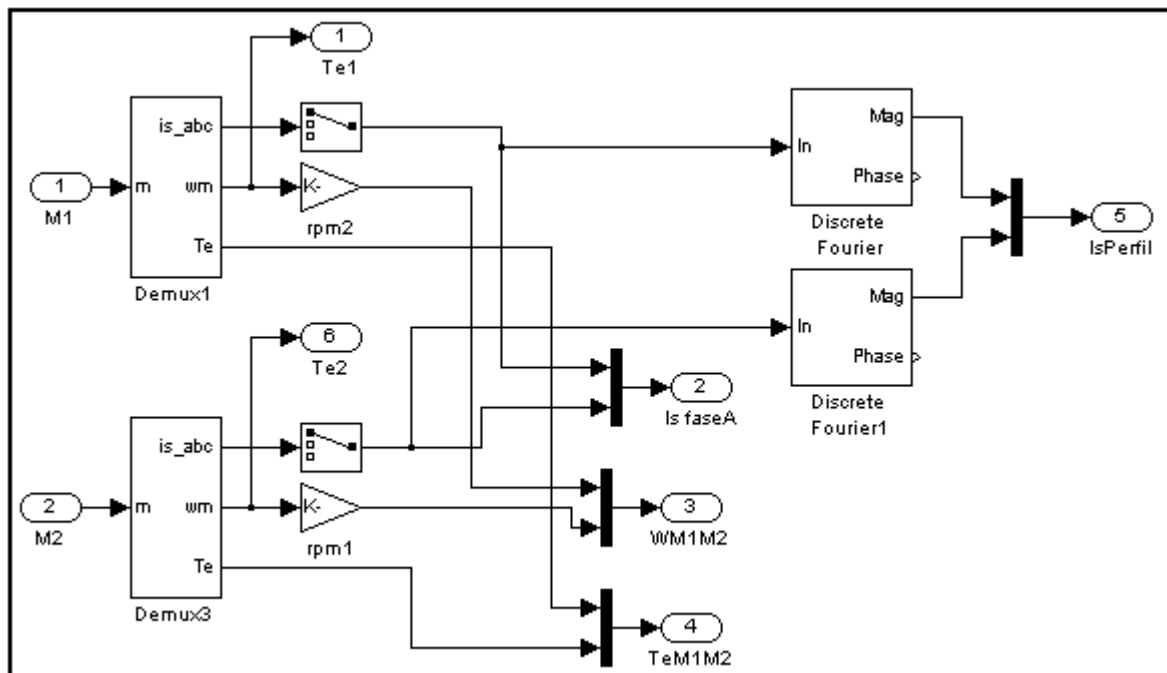 1
Te1
is_abc
m
wm
Te
Demux1
1
M1
K-
rpm2
In
Mag
Phase
Discrete
Fourier
5
IsPerfil
In
Mag
Phase
Discrete
Fourier1
6
Te2
2
Is faseA
is_abc
m
wm
Te
Demux3
2
M2
K-
rpm1
3
WM1M2
4
TeM1M2